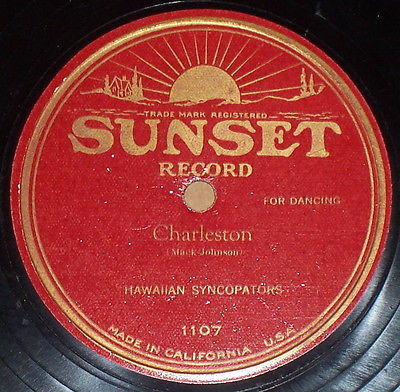 TRADE MARK REGISTERED
SUNSET
RECORD
FOR DANCING
Charleston
(Mack-Johnson)
HAWAIIAN SYNCOPATORS
1107
MADE IN CALIFORNIA U.S.A.